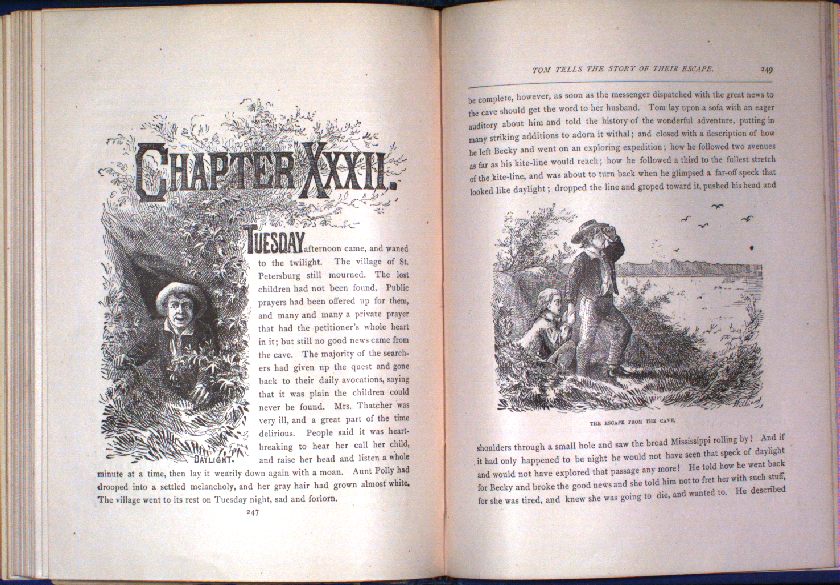 CHAPTER XXXII.
TUESDAY afternoon came, and waned
to the twilight. The village of St.
Petersburg still mourned. The lost
children had not been found. Public
prayers had been offered up for them,
and many and many a private prayer
that had the petitioner's whole heart
in it; but still no good news came from
the cave. The majority of the search-
ers had given up the quest and gone
back to their daily avocations, saying
that it was plain the children could
never be found. Mrs. Thatcher was
very ill, and a great part of the time
delirious. People said it was heart-
breaking to hear her call her child,
and raise her head and listen a whole
DAYLIGHT.
minute at a time, then lay it wearily down again with a moan. Aunt Polly had
drooped into a settled melancholy, and her gray hair had grown almost white.
The village went to its rest on Tuesday night, sad and forlorn.
247
TOM TELLS THE STORY OF THEIR ESCAPE. 249
be complete, however, as soon as the messenger dispatched with the great news to
the cave should get the word to her husband. Tom lay upon a sofa with an eager
auditory about him and told the history of the wonderful adventure, putting in
many striking additions to adorn it withal; and closed with a description of how
he left Becky and went on an exploring expedition; how he followed two avenues
as far as his kite-line would reach; how he followed a third to the fullest stretch
of the kite-line, and was about to turn back when he glimpsed a far-off speck that
looked like daylight; dropped the line and groped toward it, pushed his head and
THE ESCAPE FROM THE CAVE.
shoulders through a small hole and saw the broad Mississippi rolling by! And if
it had only happened to be night he would not have seen that speck of daylight
and would not have explored that passage any more! He told how he went back
for Becky and broke the good news and she told him not to fret her with such stuff,
for she was tired, and knew she was going to die, and wanted to. He described